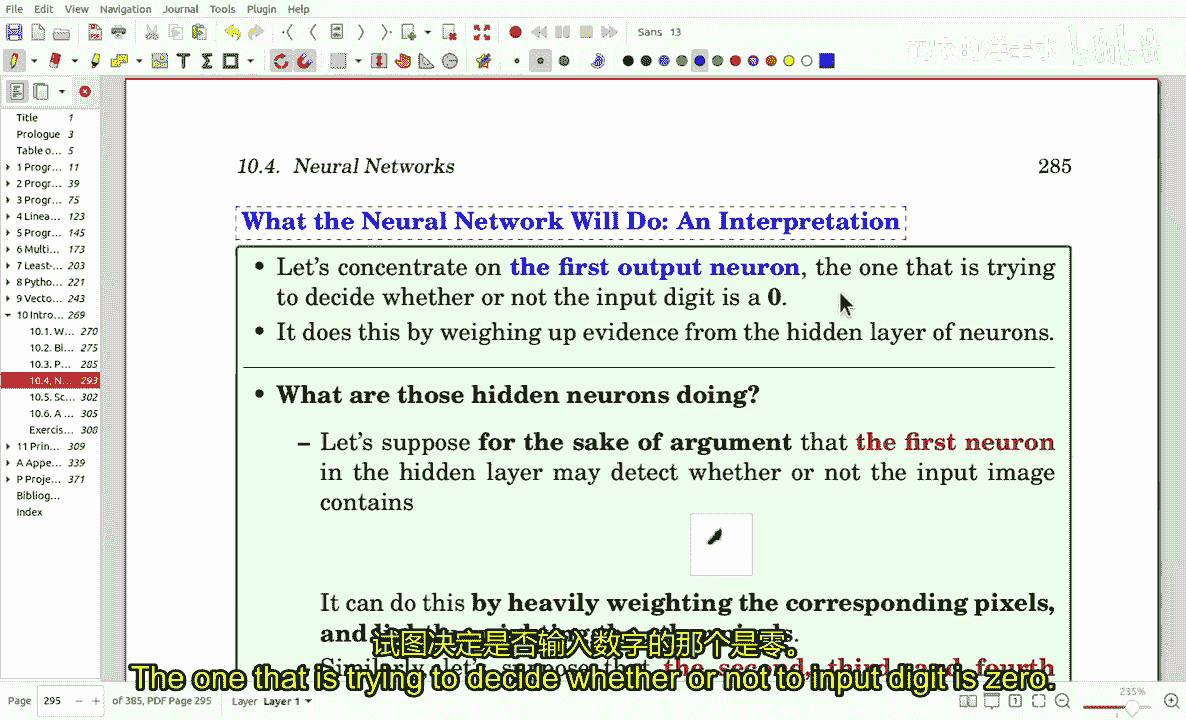 File Edit View Navigation Journal Tools Plugin Help
Sans 13
Title 1
Prologue 3
Table o... 5
1 Progr... 11
2 Progr... 39
3 Progr... 75
4 Linea... 123
5 Progr... 145
6 Multi... 173
7 Least-... 203
8 Pytho... 221
9 Vecto... 243
10 Intro... 269
10.1. W... 270
10.2. Bi... 275
10.3. P... 285
10.4, N... 293
10.5. Sc... 302
10.6. A ... 305
Exercis... 308
11 Prin... 309
A Appe... 339
P Proje... 371
Bibliog...
Index
10.4. Neural Networks 285
What the Neural Network Will Do: An Interpretation
• Let's concentrate on the first output neuron, the one that is trying
to decide whether or not the input digit is a 0.
• It does this by weighing up evidence from the hidden layer of neurons.
• What are those hidden neurons doing?
– Let's suppose for the sake of argument that the first neuron
in the hidden layer may detect whether or not the input image
contains
It can do this by heavily weighting the corresponding pixels,
and
试图决定是否输入数字的那个是零。
Similarly, let's suppose that the second, third, and fourth
The one that is trying to decide whether or not to input digit is zero.
Page 295 of 385, PDF Page 295 Layer Layer 1 235%